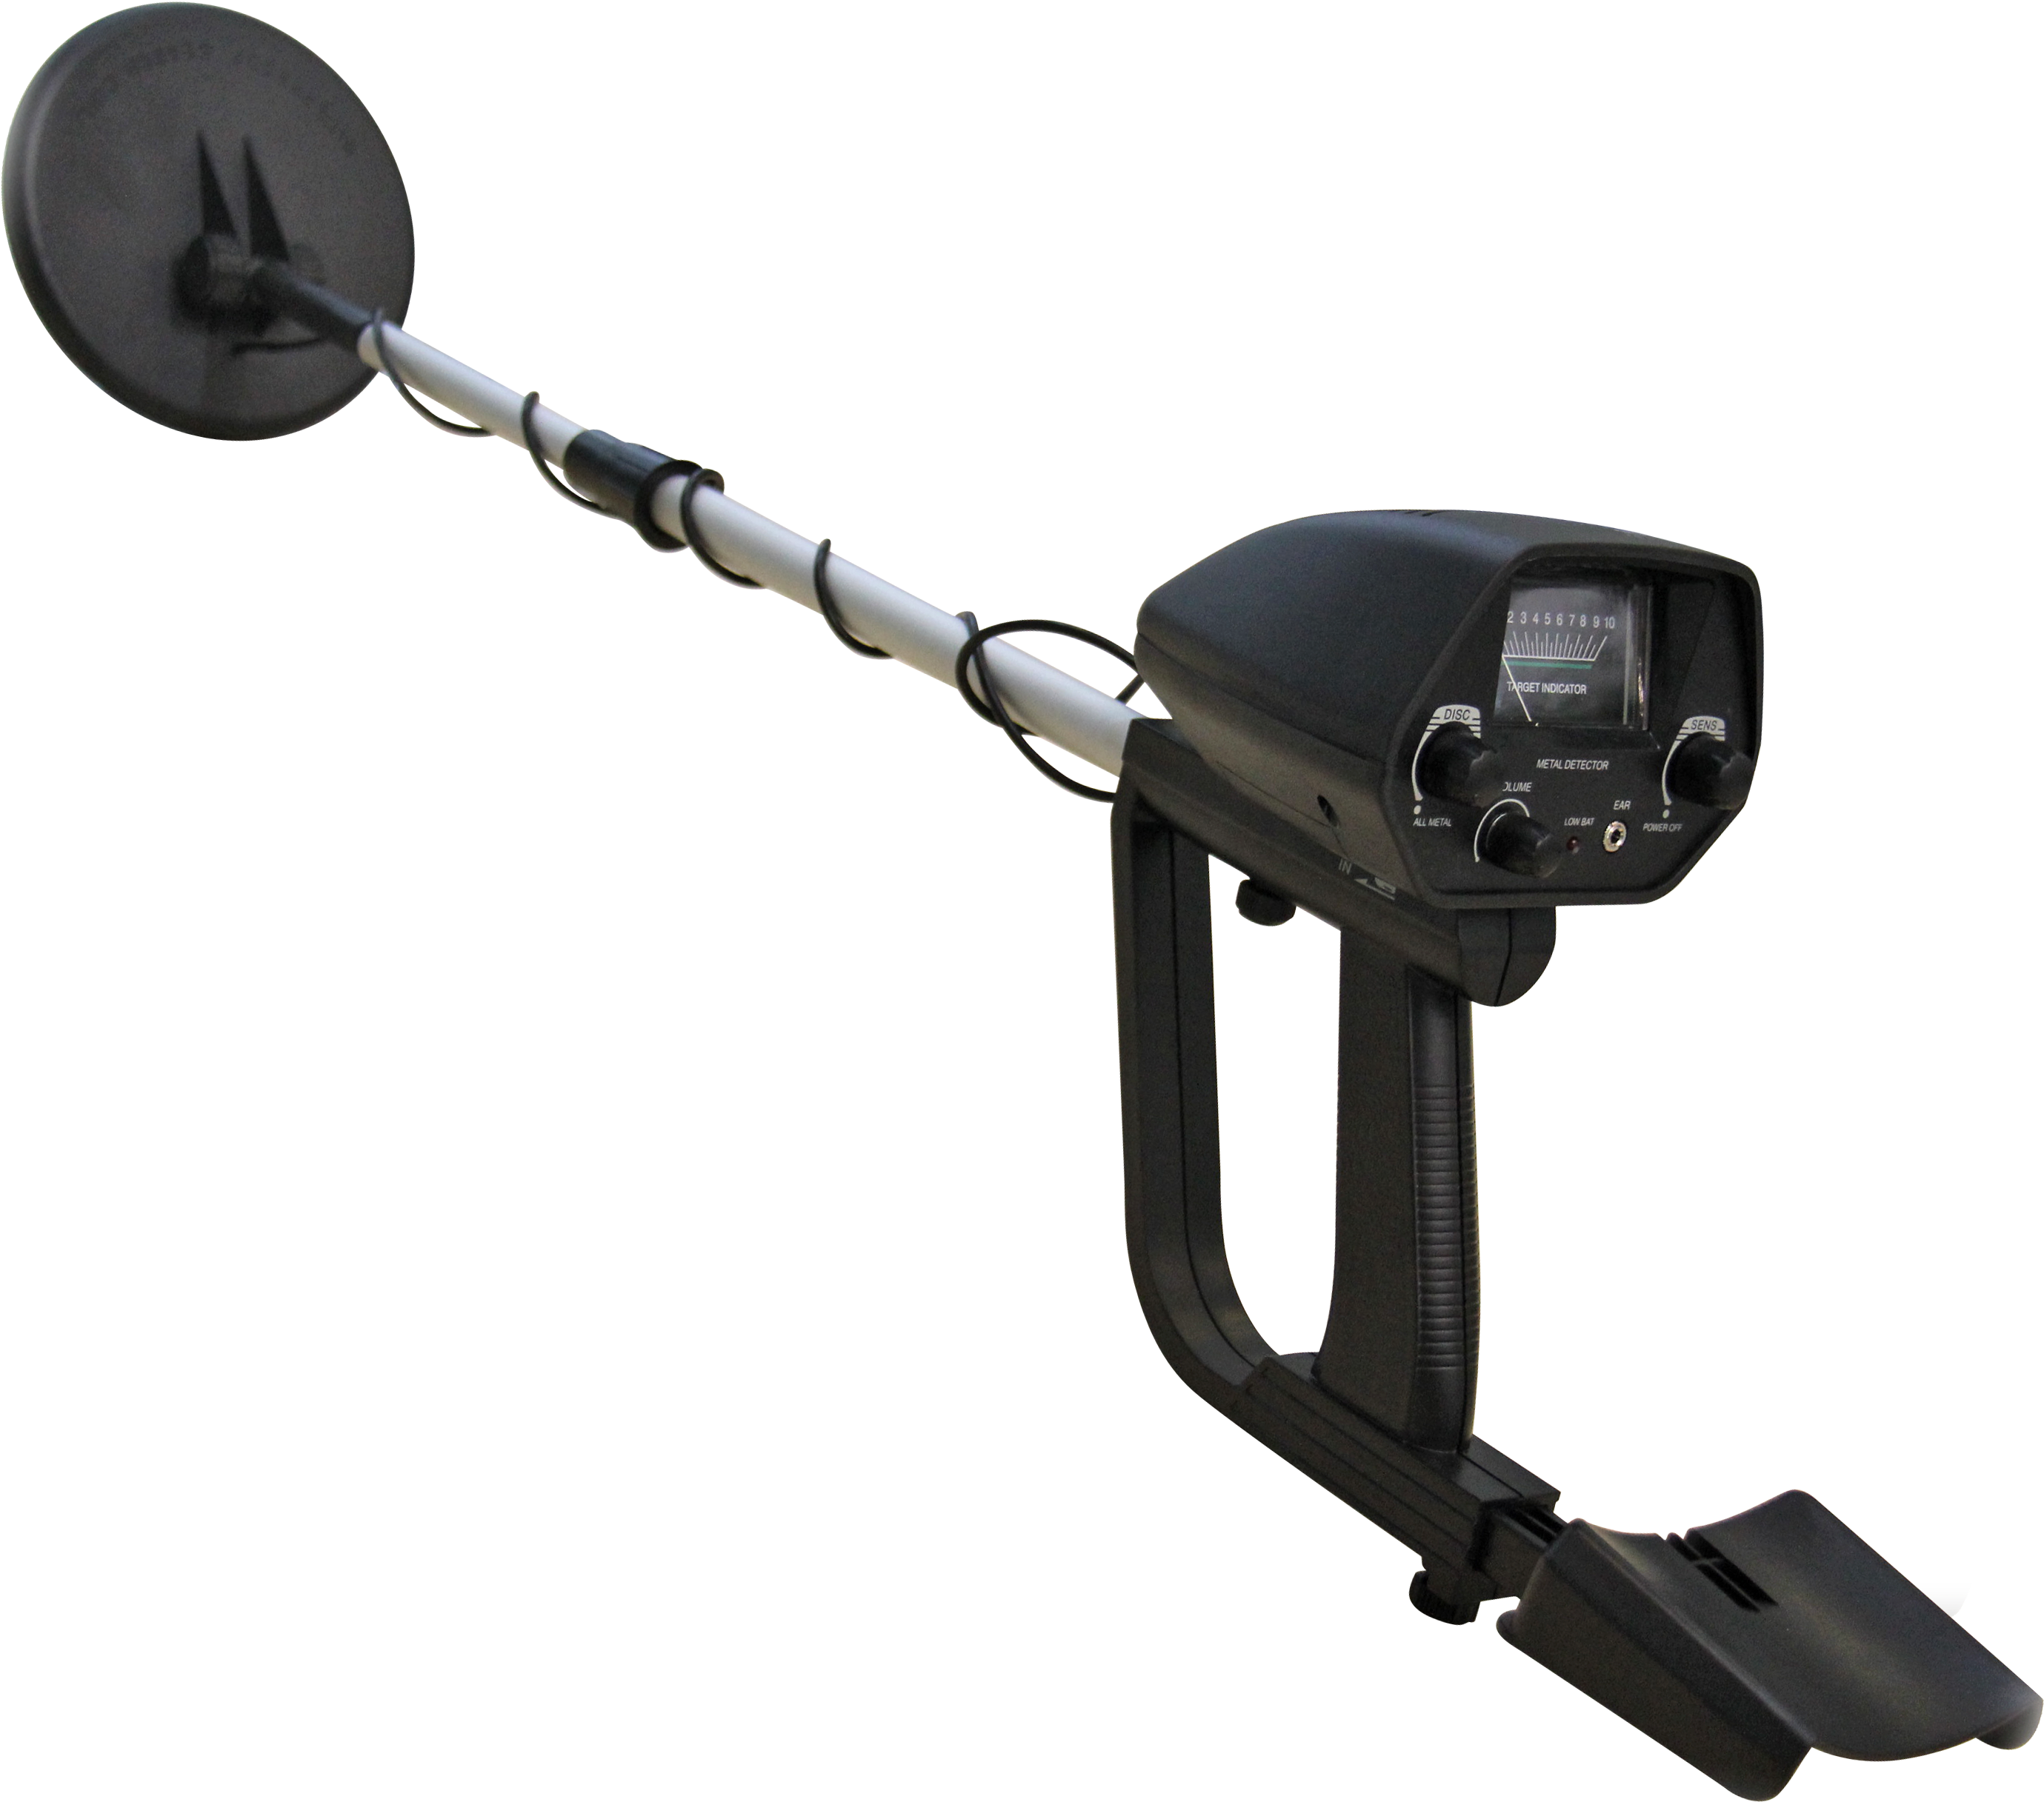 2 3 4 5 6 7 8 9 10
TARGET INDICATOR
DISC
SENS
METAL DETECTOR
OLUME
EAR
ALL METAL
LOW BAT
POWER OFF
IN